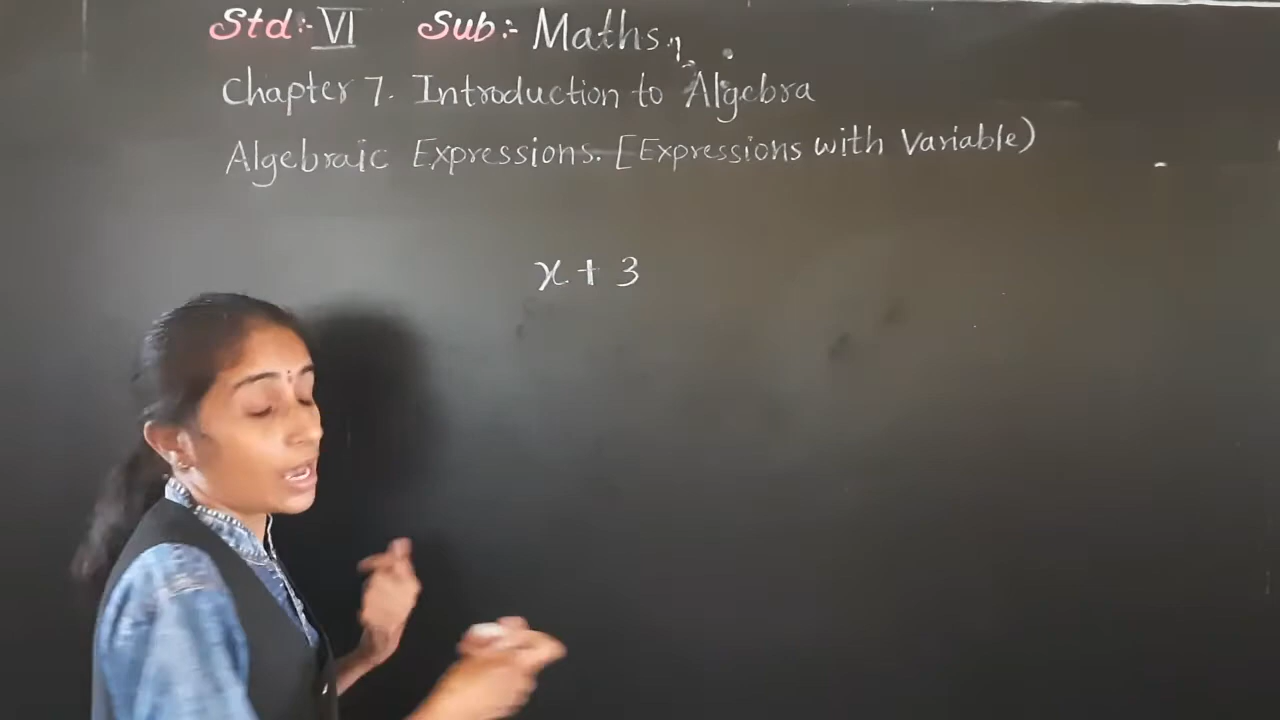 Std:- VI Sub:- Maths.
Chapter 7. Introduction to Algebra
Algebraic Expressions. [Expressions with Variable)
x + 3